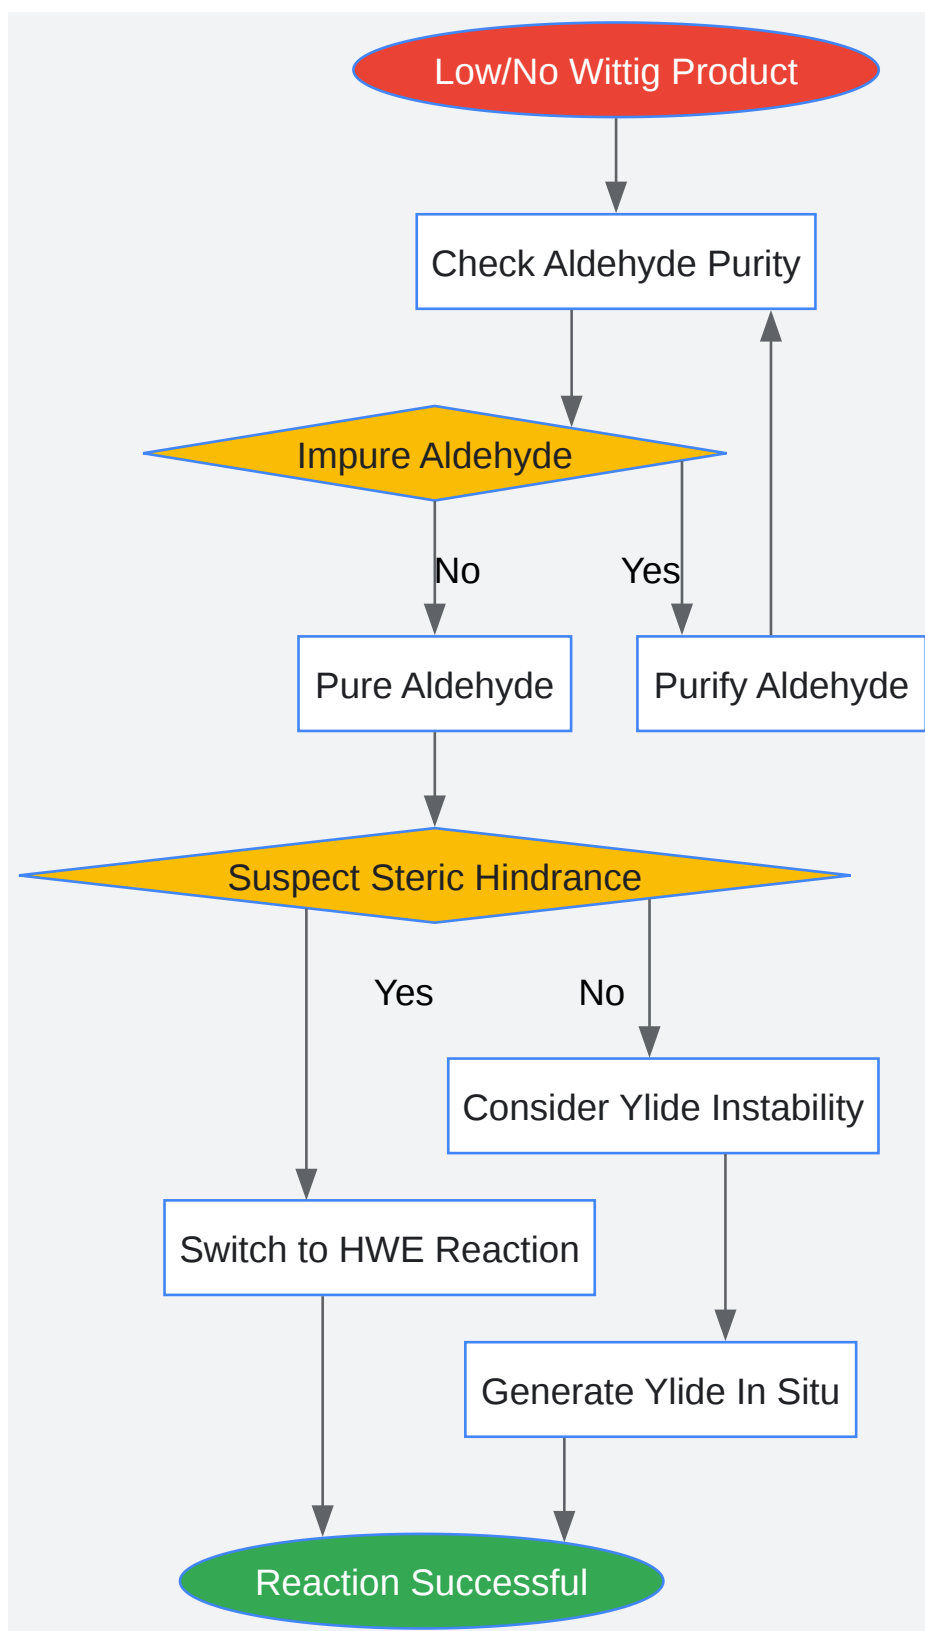 Low/No Wittig Product
Check Aldehyde Purity
Impure Aldehyde
No
Yes
Pure Aldehyde
Purify Aldehyde
Suspect Steric Hindrance
Yes
No
Consider Ylide Instability
Switch to HWE Reaction
Generate Ylide In Situ
Reaction Successful